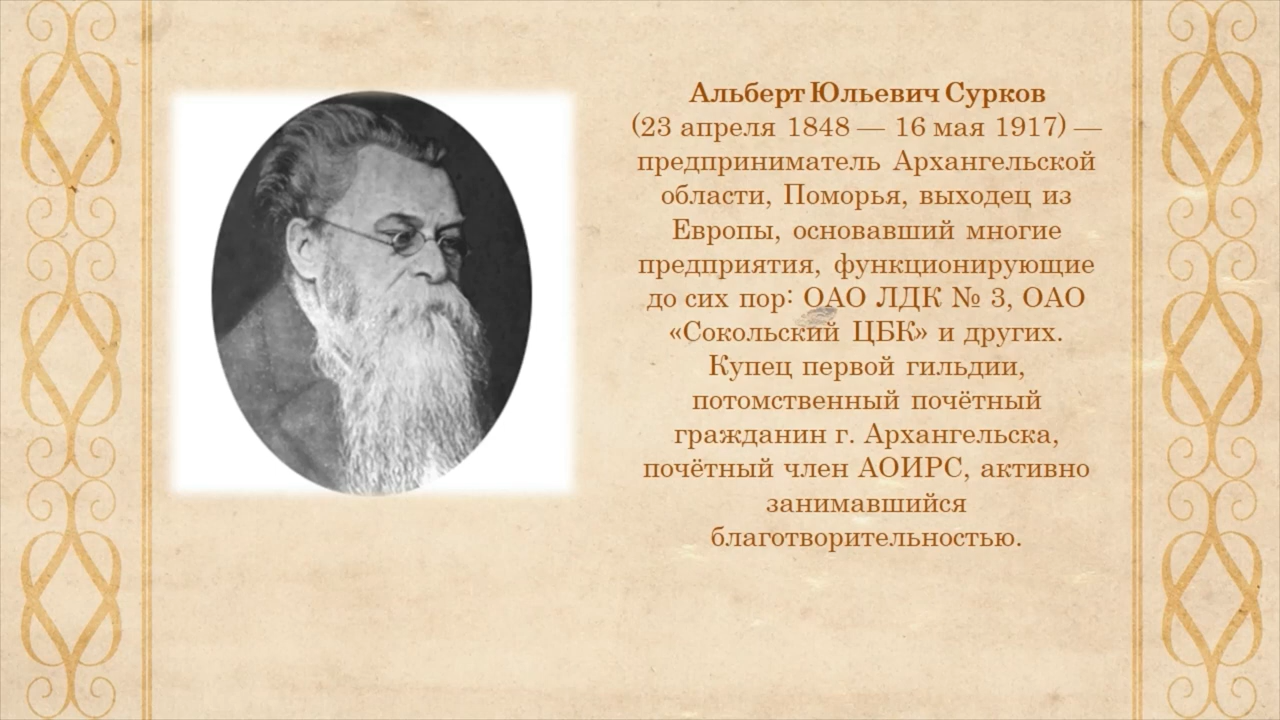 Альберт Юльевич Сурков
(23 апреля 1848 — 16 мая 1917) —
предприниматель Архангельской
области, Поморья, выходец из
Европы, основавший многие
предприятия, функционирующие
до сих пор: ОАО ЛДК № 3, ОАО
«Сокольский ЦБК» и других.
Купец первой гильдии,
потомственный почётный
гражданин г. Архангельска,
почётный член АОИРС, активно
занимавшийся
благотворительностью.